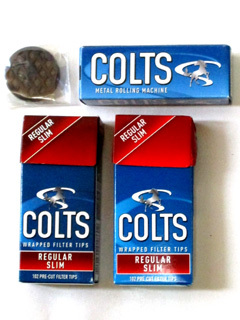 COLTS
METAL ROLLING MACHINE
REGULAR
SLIM
COLTS
WRAPPED FILTER TIPS
REGULAR
SLIM
102 PRE-CUT FILTER TIPS
REGULAR
SLIM
COLTS
WRAPPED FILTER TIPS
REGULAR
SLIM
102 PRE-CUT FILTER TIPS